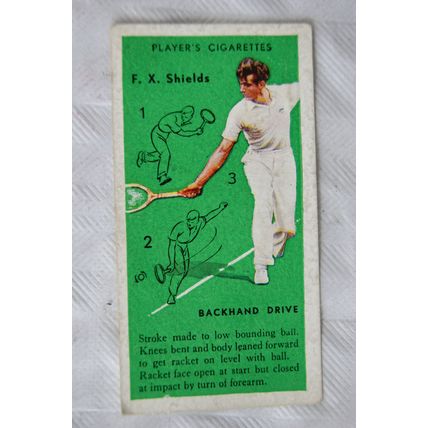 PLAYER'S CIGARETTES
F. X. Shields
1
3
2
BACKHAND DRIVE
Stroke made to low bounding ball.
Knees bent and body leaned forward
to get racket on level with ball.
Racket face open at start but closed
at impact by turn of forearm.